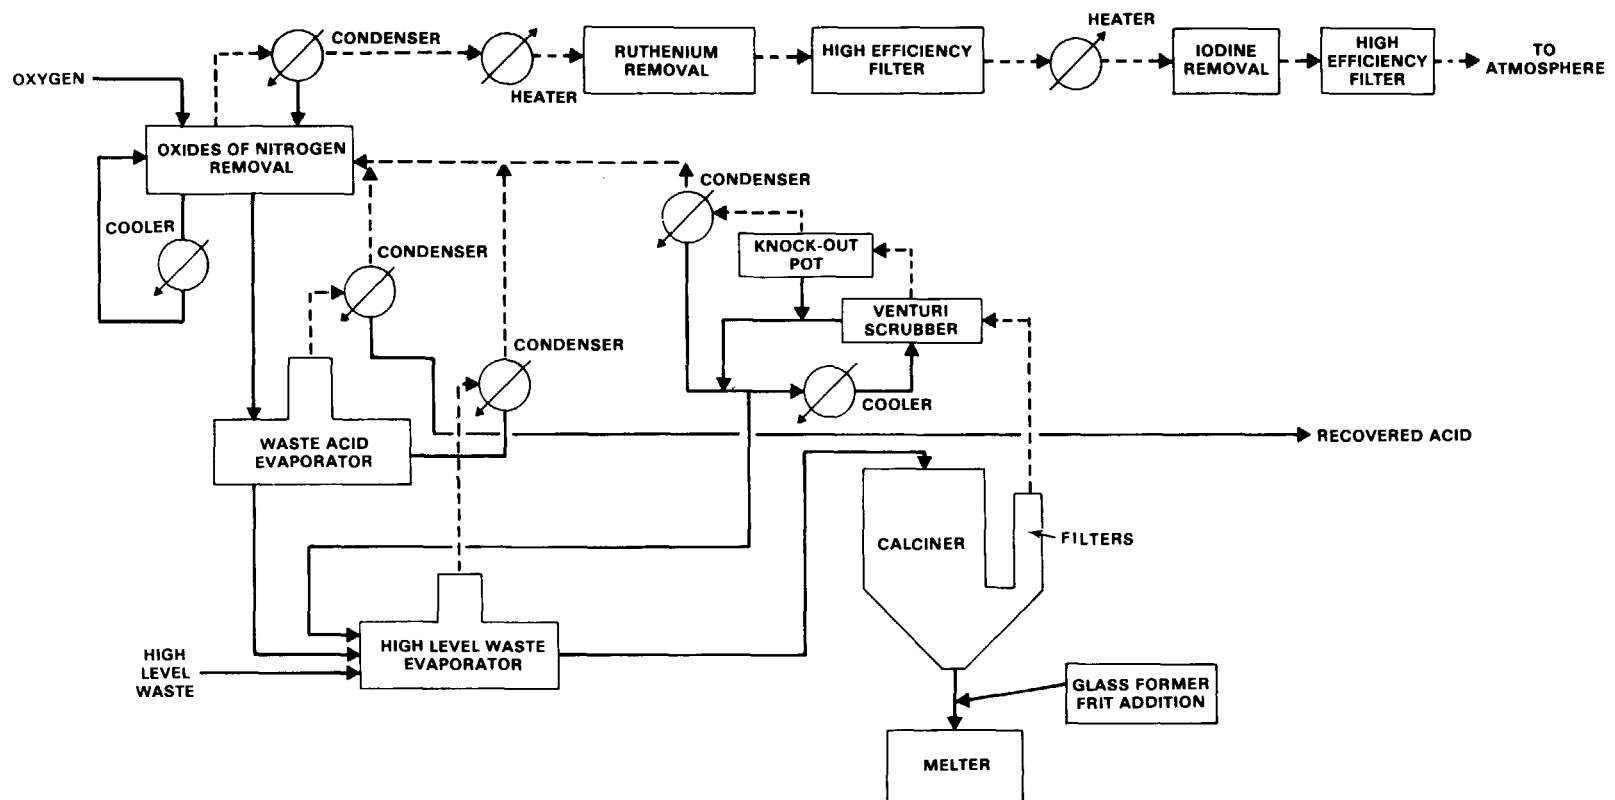 HEATER
CONDENSER
OXYGEN
HEATER
RUTHENIUM
REMOVAL
HIGH EFFICIENCY
FILTER
IODINE
REMOVAL
HIGH
EFFICIENCY
FILTER
TO
ATMOSPHERE
OXIDES OF NITROGEN
REMOVAL
COOLER
CONDENSER
CONDENSER
KNOCK-OUT
POT
VENTURI
SCRUBBER
CONDENSER
COOLER
RECOVERED ACID
WASTE ACID
EVAPORATOR
CALCINER
FILTERS
HIGH LEVEL WASTE
EVAPORATOR
HIGH
LEVEL
WASTE
GLASS FORMER
FRIT ADDITION
MELTER